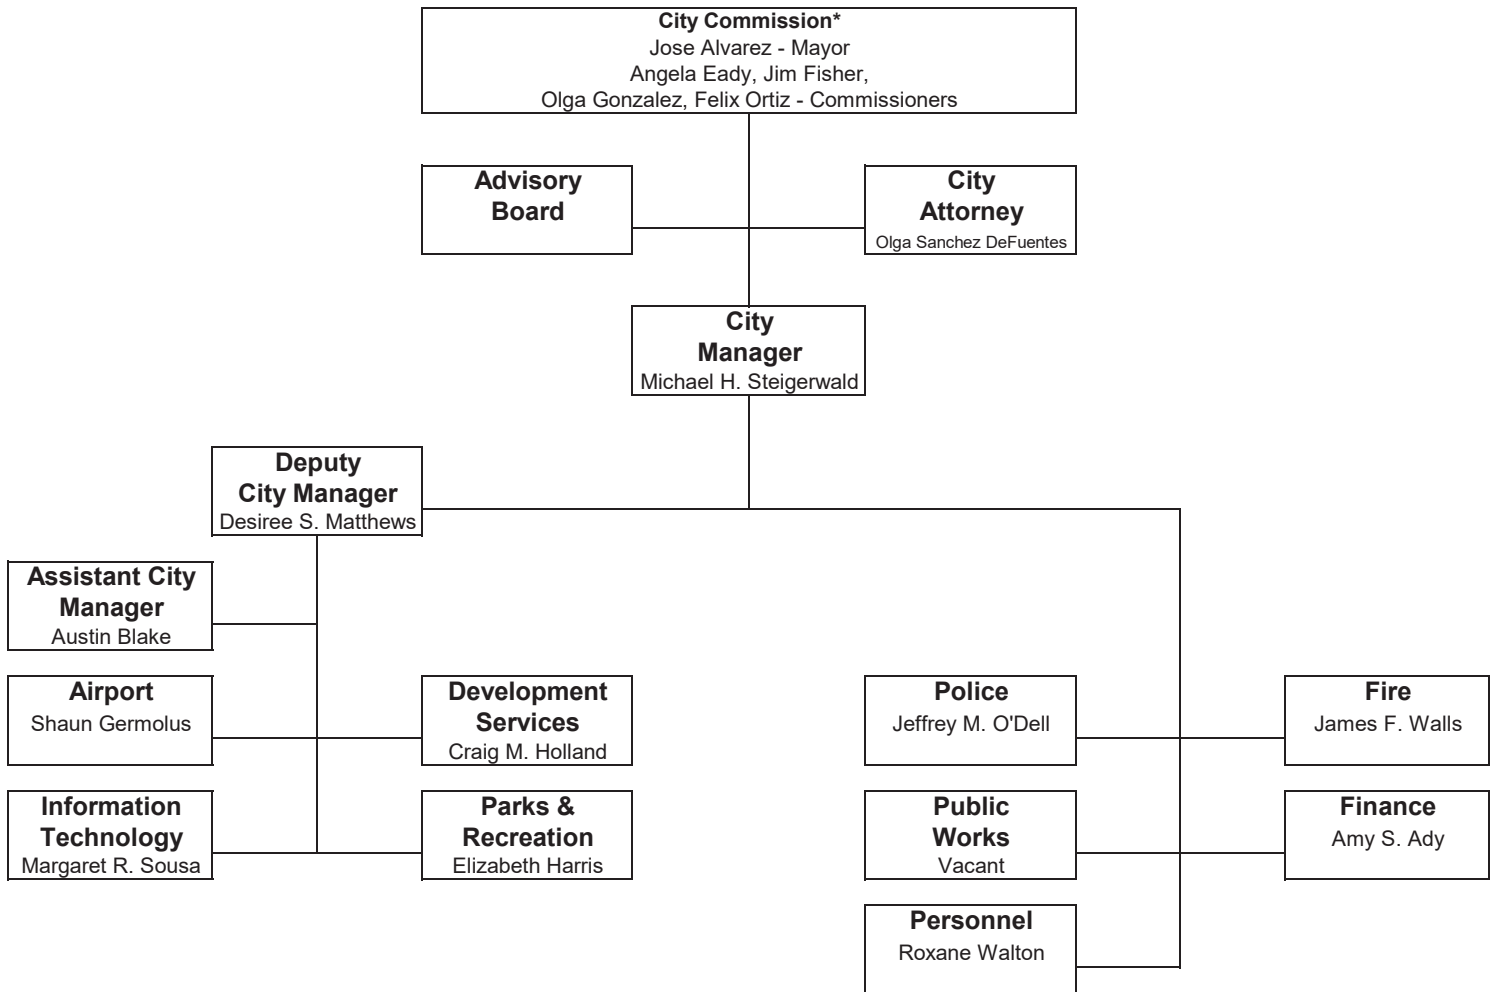 City Commission*
Jose Alvarez - Mayor
Angela Eady, Jim Fisher,
Olga Gonzalez, Felix Ortiz - Commissioners
Advisory
Board
City
Attorney
Olga Sanchez DeFuentes
City
Manager
Michael H. Steigerwald
Deputy
City Manager
Desiree S. Matthews
Assistant City
Manager
Austin Blake
Airport
Shaun Germolus
Development
Services
Craig M. Holland
Police
Jeffrey M. O'Dell
Fire
James F. Walls
Information
Technology
Margaret R. Sousa
Parks &
Recreation
Elizabeth Harris
Public
Works
Vacant
Finance
Amy S. Ady
Personnel
Roxane Walton